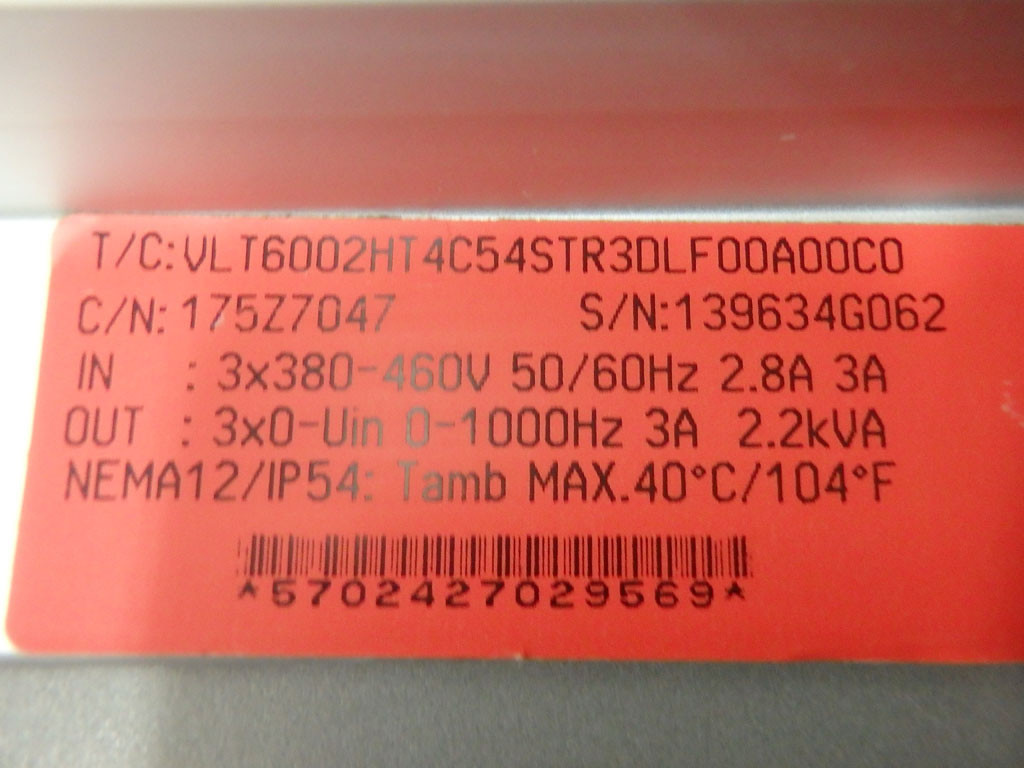 T/C:VLT6002HT4C54STR3DLF00A00C0
C/N: 175Z7047 S/N:139634G062
IN : 3x380-460V 50/60Hz 2.8A 3A
OUT : 3x0-Uin 0-1000Hz 3A 2.2kVA
NEMA12/IP54: Tamb MAX.40°C/104°F
*5702427029569*